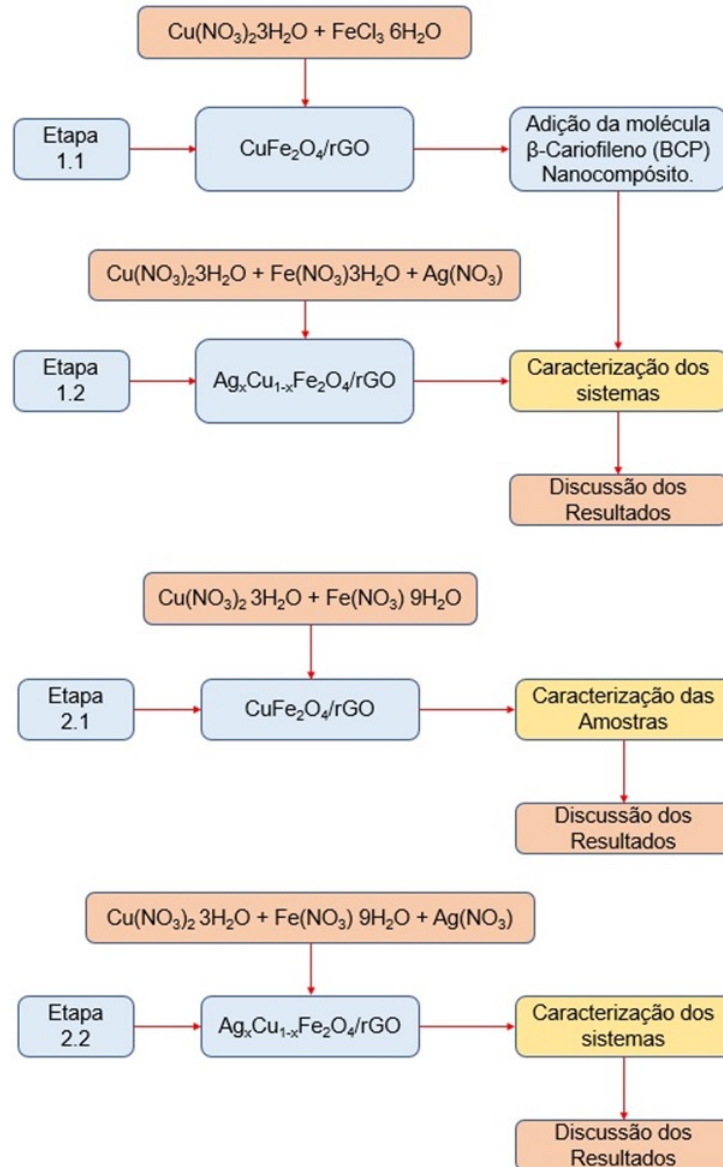 Cu(NO₃)₂3H₂O + FeCl₃ 6H₂O
Etapa
1.1
CuFe₂O₄/rGO
Adição da molécula
β-Cariofileno (BCP)
Nanocompósito.
Cu(NO₃)₂3H₂O + Fe(NO₃)3H₂O + Ag(NO₃)
Etapa
1.2
AgₓCu₁₋ₓFe₂O₄/rGO
Caracterização dos
sistemas
Discussão dos
Resultados
Cu(NO₃)₂ 3H₂O + Fe(NO₃) 9H₂O
Etapa
2.1
CuFe₂O₄/rGO
Caracterização das
Amostras
Discussão dos
Resultados
Cu(NO₃)₂ 3H₂O + Fe(NO₃) 9H₂O + Ag(NO₃)
Etapa
2.2
AgₓCu₁₋ₓFe₂O₄/rGO
Caracterização dos
sistemas
Discussão dos
Resultados